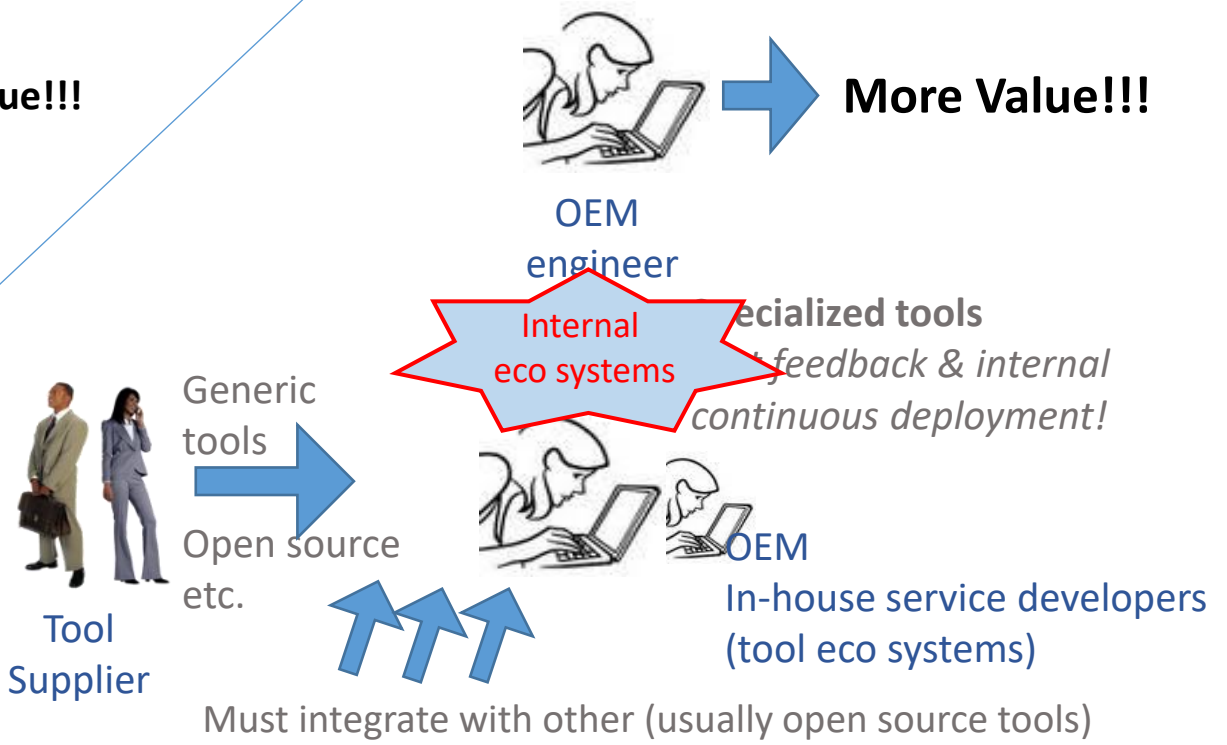 ue!!!
More Value!!!
OEM
engineer
Internal
eco systems
ecialized tools
feedback & internal
continuous deployment!
Generic
tools
Open source
etc.
Tool
Supplier
OEM
In-house service developers
(tool eco systems)
Must integrate with other (usually open source tools)